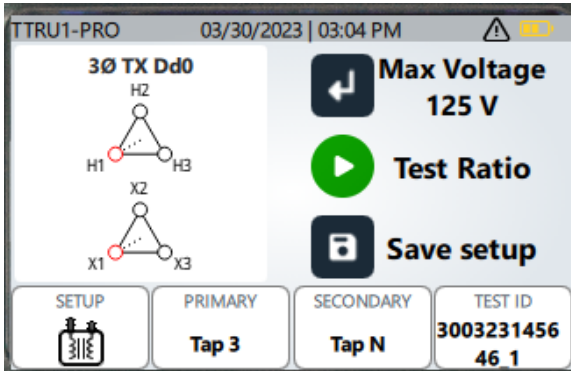 TTRU1-PRO 03/30/2023 | 03:04 PM
3Ø TX Dd0
H2
H1 H3
X2
X1 X3
Max Voltage
125 V
Test Ratio
Save setup
SETUP
PRIMARY
Tap 3
SECONDARY
Tap N
TEST ID
3003231456
46_1